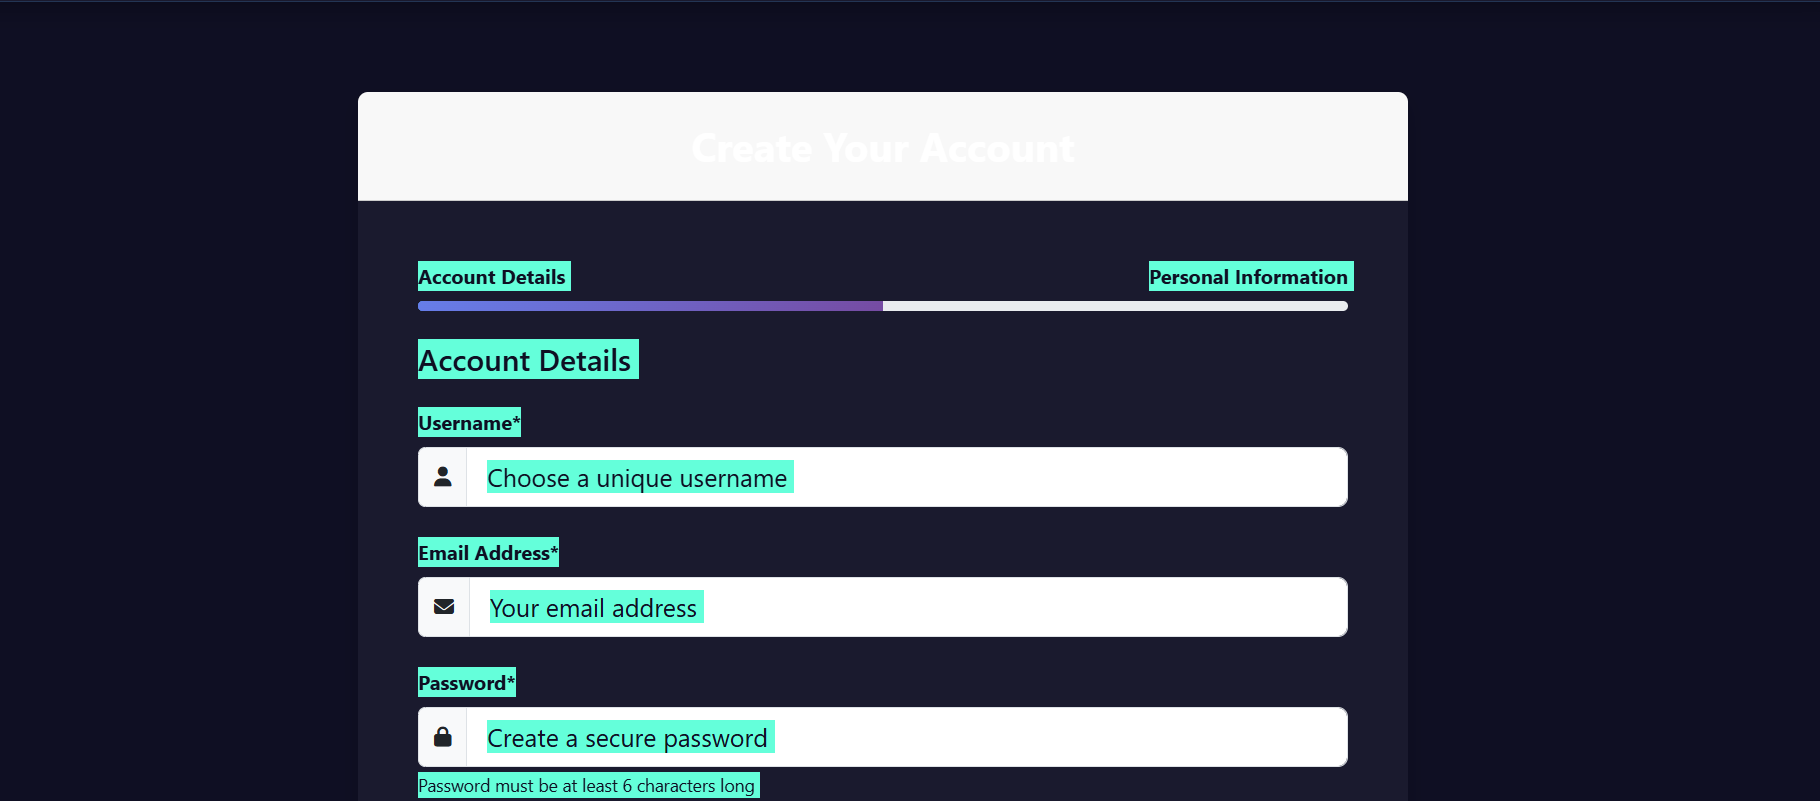 Create Your Account
Account Details Personal Information
Account Details
Username*
Choose a unique username
Email Address*
Your email address
Password*
Create a secure password
Password must be at least 6 characters long